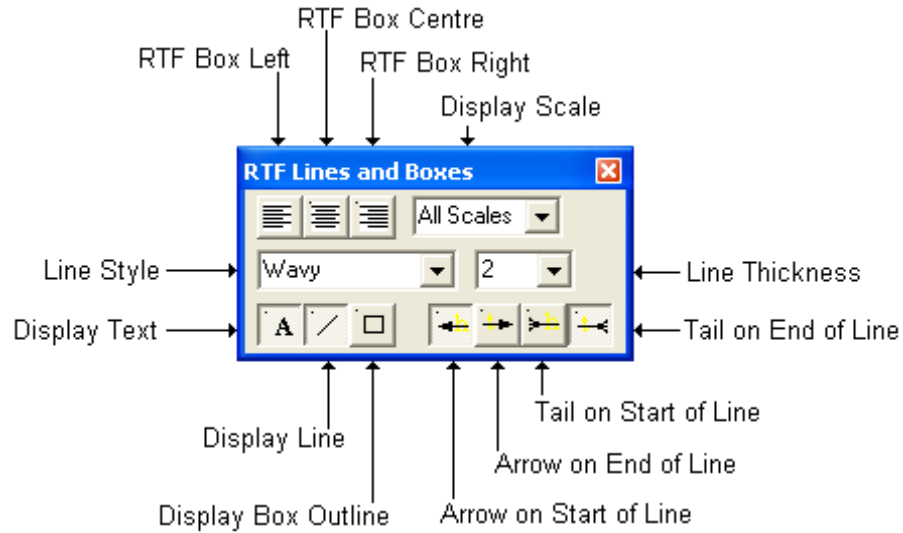 RTF Box Centre
RTF Box Left
RTF Box Right
Display Scale
RTF Lines and Boxes
All Scales
Line Style
Wavy
2
Line Thickness
Display Text
A
Tail on End of Line
Tail on Start of Line
Display Line
Arrow on End of Line
Display Box Outline
Arrow on Start of Line